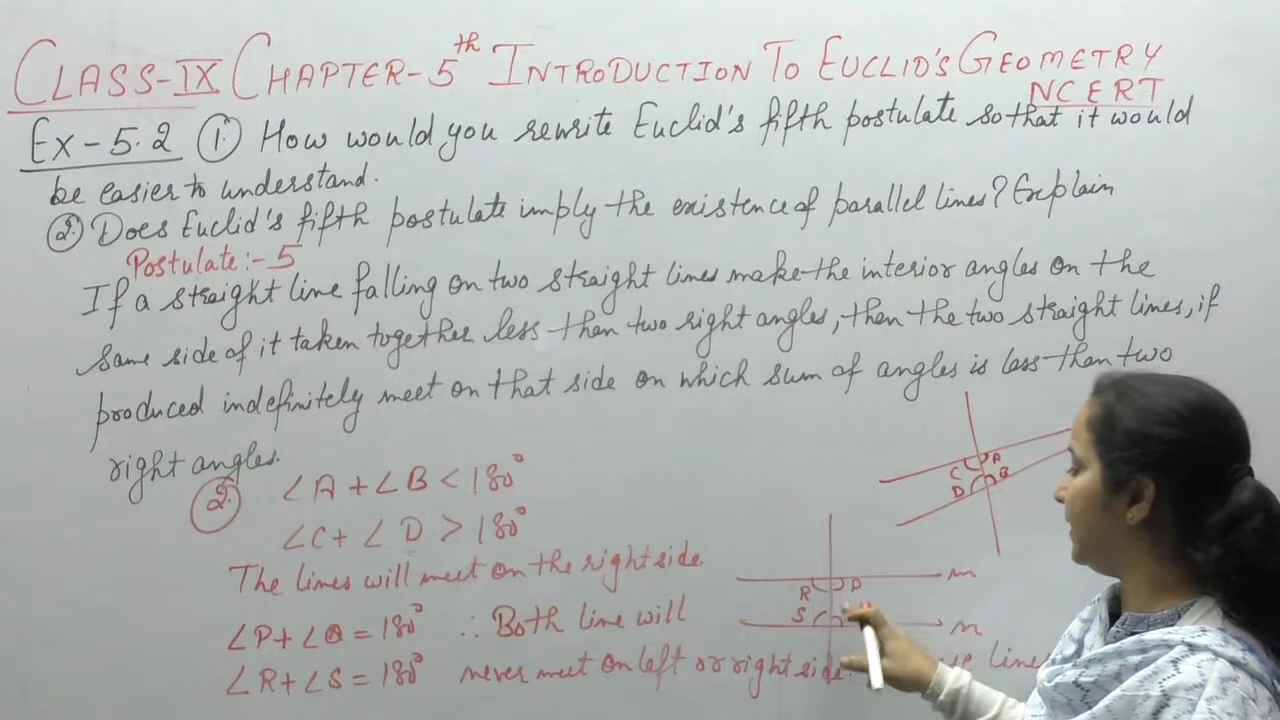 CLASS-IX CHAPTER-5th INTRODUCTION TO EUCLID'S GEOMETRY
NCERT
Ex-5.2 ① How would you rewrite Euclid's fifth postulate so that it would
be easier to understand.
② Does Euclid's fifth postulate imply the existence of parallel lines? Explain
Postulate:- 5
If a straight line falling on two straight lines make the interior angles on the
same side of it taken together less than two right angles, then the two straight lines, if
produced indefinitely meet on that side on which sum of angles is less than two
right angles.
②
∠A + ∠B < 180°
∠C + ∠D > 180°
The lines will meet on the right side.
∠P + ∠Q = 180° ∴ Both line will
∠R + ∠S = 180° never meet on left or right side. lines
C A
D B
R P m
S n